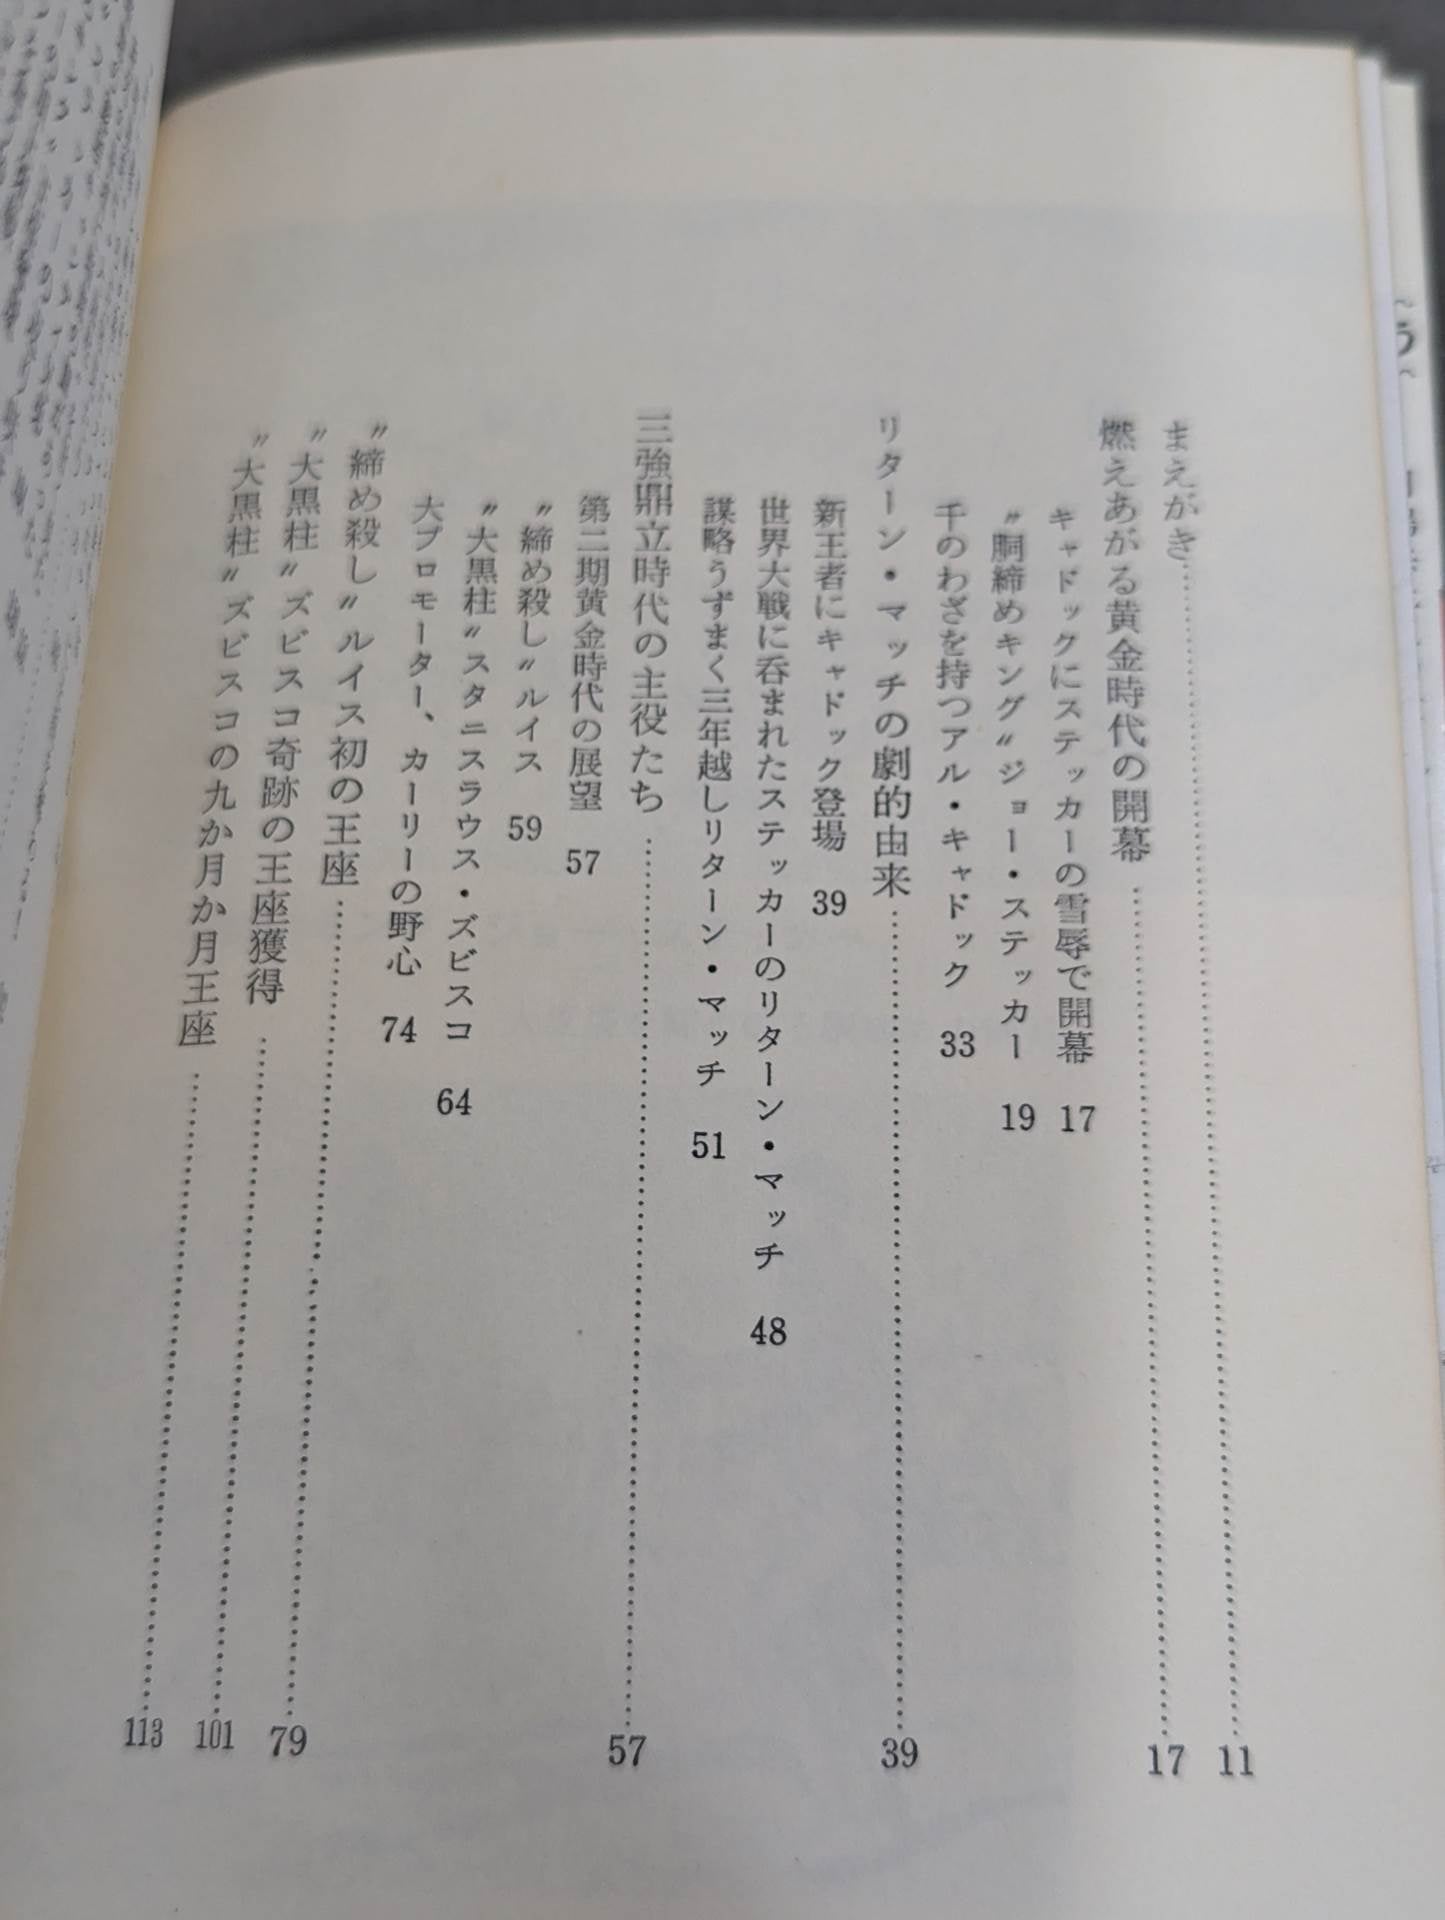 まえがき……11
燃えあがる黄金時代の開幕……17
キャドックにステッカーの雪辱で開幕 17
〝胴締めキング〟ジョー・ステッカー 19
千のわざを持つアル・キャドック 33
リターン・マッチの劇的由来……39
新王者にキャドック登場 39
世界大戦に呑まれたステッカーのリターン・マッチ 48
謀略うずまく三年越しリターン・マッチ 51
三強鼎立時代の主役たち……57
第二期黄金時代の展望 57
〝締め殺し〟ルイス 59
〝大黒柱〟スタニスラウス・ズビスコ 64
大プロモーター、カーリーの野心 74
〝締め殺し〟ルイス初の王座……79
〝大黒柱〟ズビスコ奇跡の王座獲得……101
〝大黒柱〟ズビスコの九か月か月王座……113